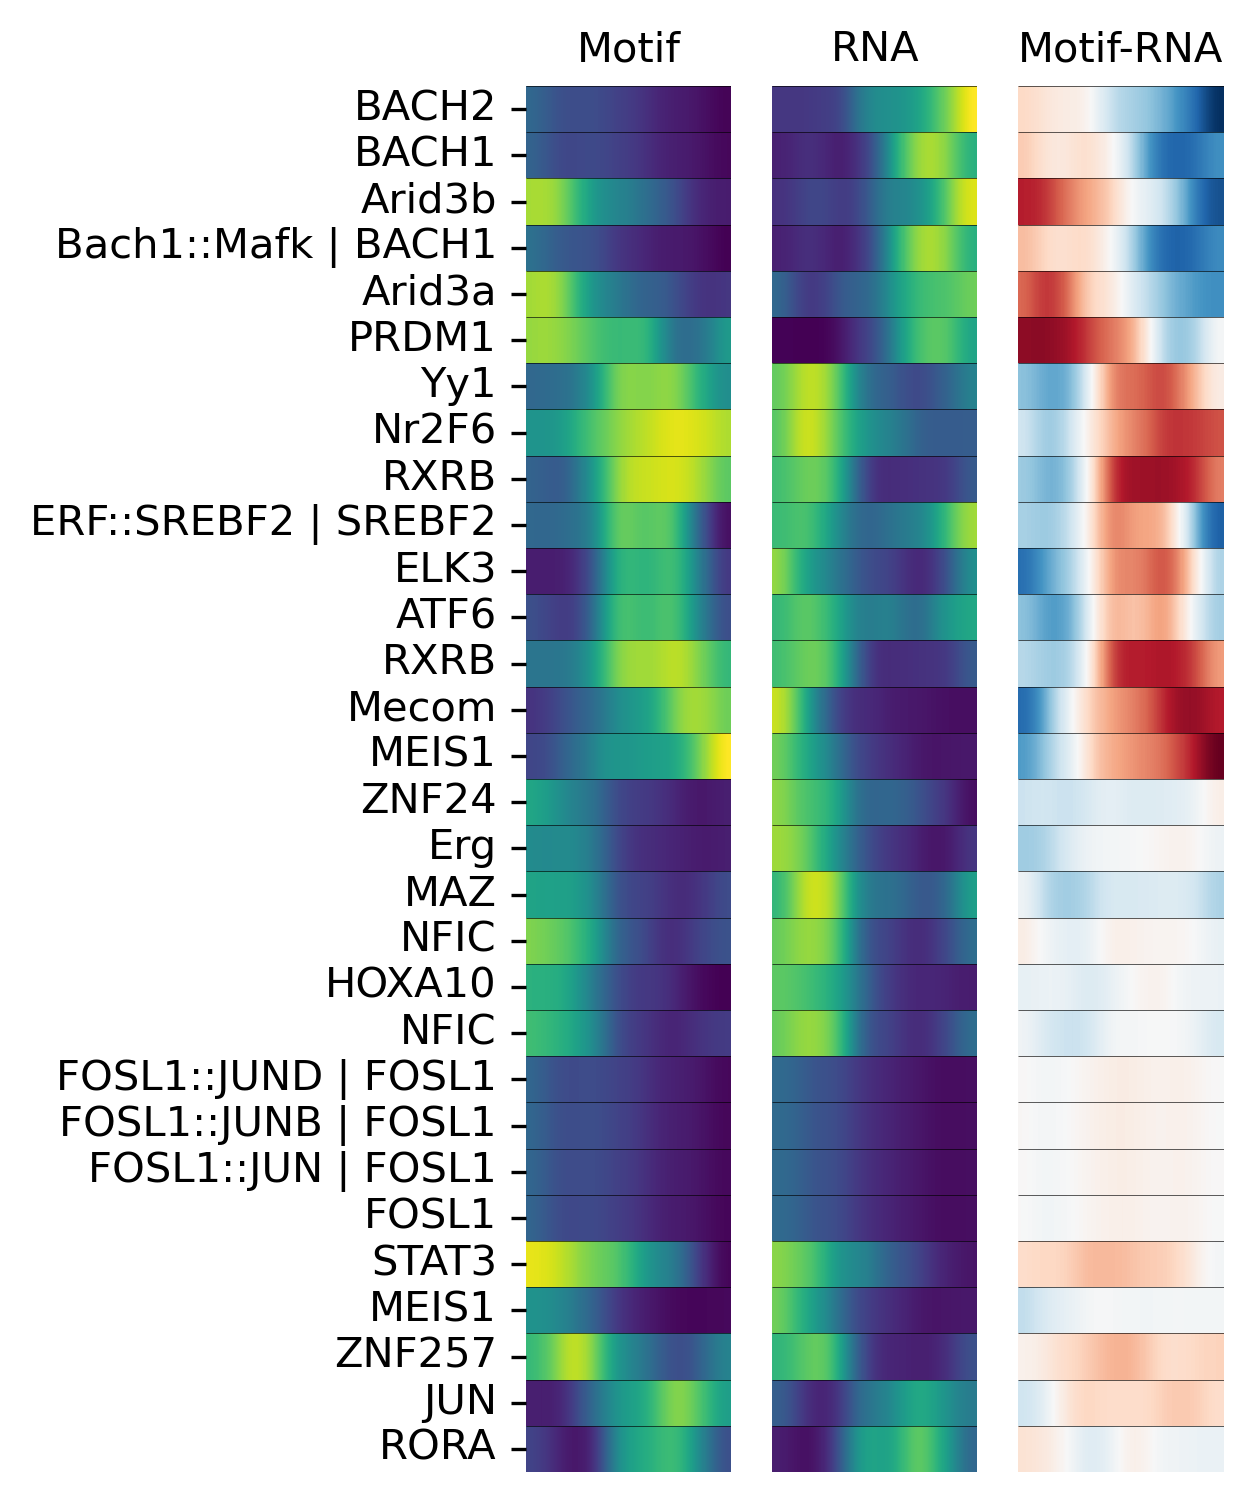 Motif RNA Motif-RNA
BACH2
BACH1
Arid3b
Bach1::Mafk | BACH1
Arid3a
PRDM1
Yy1
Nr2F6
RXRB
ERF::SREBF2 | SREBF2
ELK3
ATF6
RXRB
Mecom
MEIS1
ZNF24
Erg
MAZ
NFIC
HOXA10
NFIC
FOSL1::JUND | FOSL1
FOSL1::JUNB | FOSL1
FOSL1::JUN | FOSL1
FOSL1
STAT3
MEIS1
ZNF257
JUN
RORA